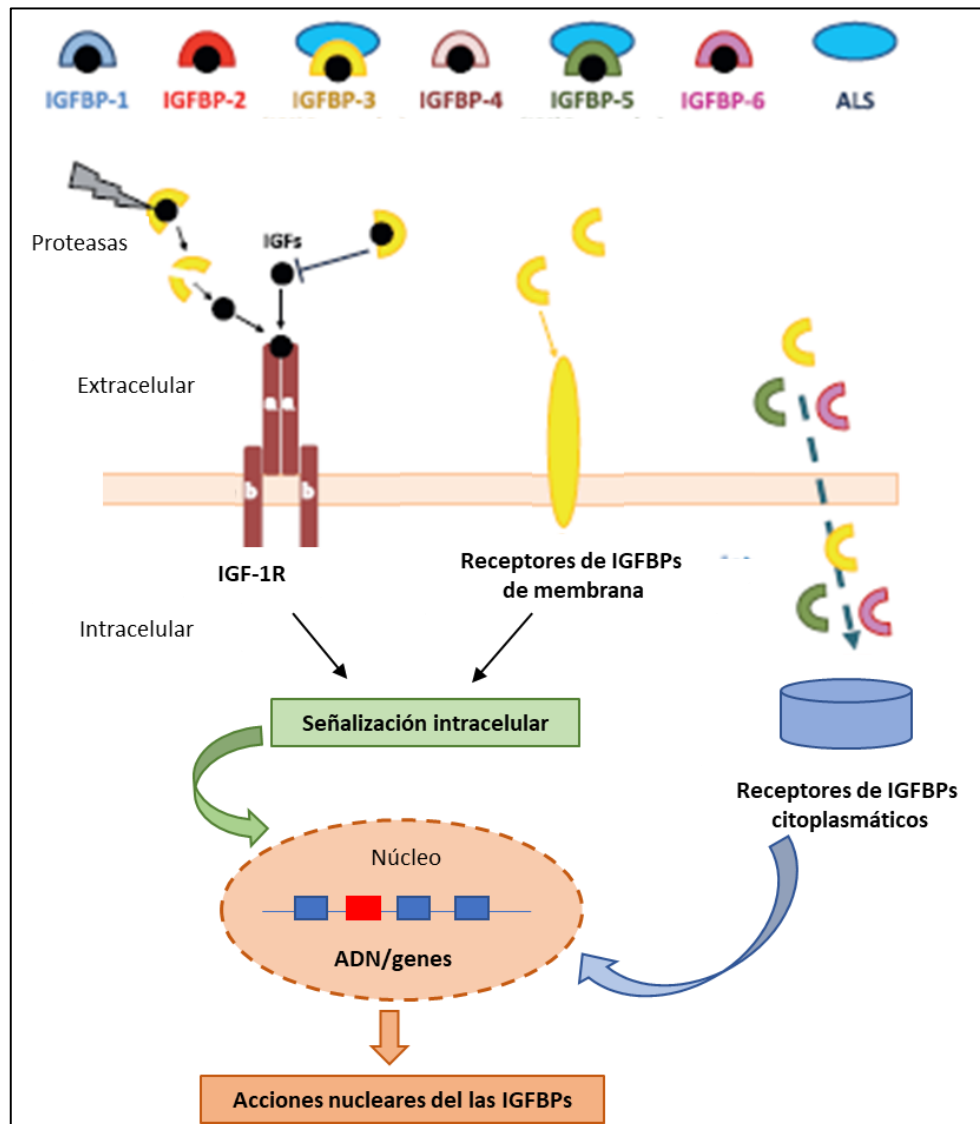 IGFBP-1 IGFBP-2 IGFBP-3 IGFBP-4 IGFBP-5 IGFBP-6 ALS
Proteasas
IGFs
Extracelular
a a
b b
IGF-1R
Receptores de IGFBPs
de membrana
Intracelular
Señalización intracelular
Receptores de IGFBPs
citoplasmáticos
Núcleo
ADN/genes
Acciones nucleares del las IGFBPs